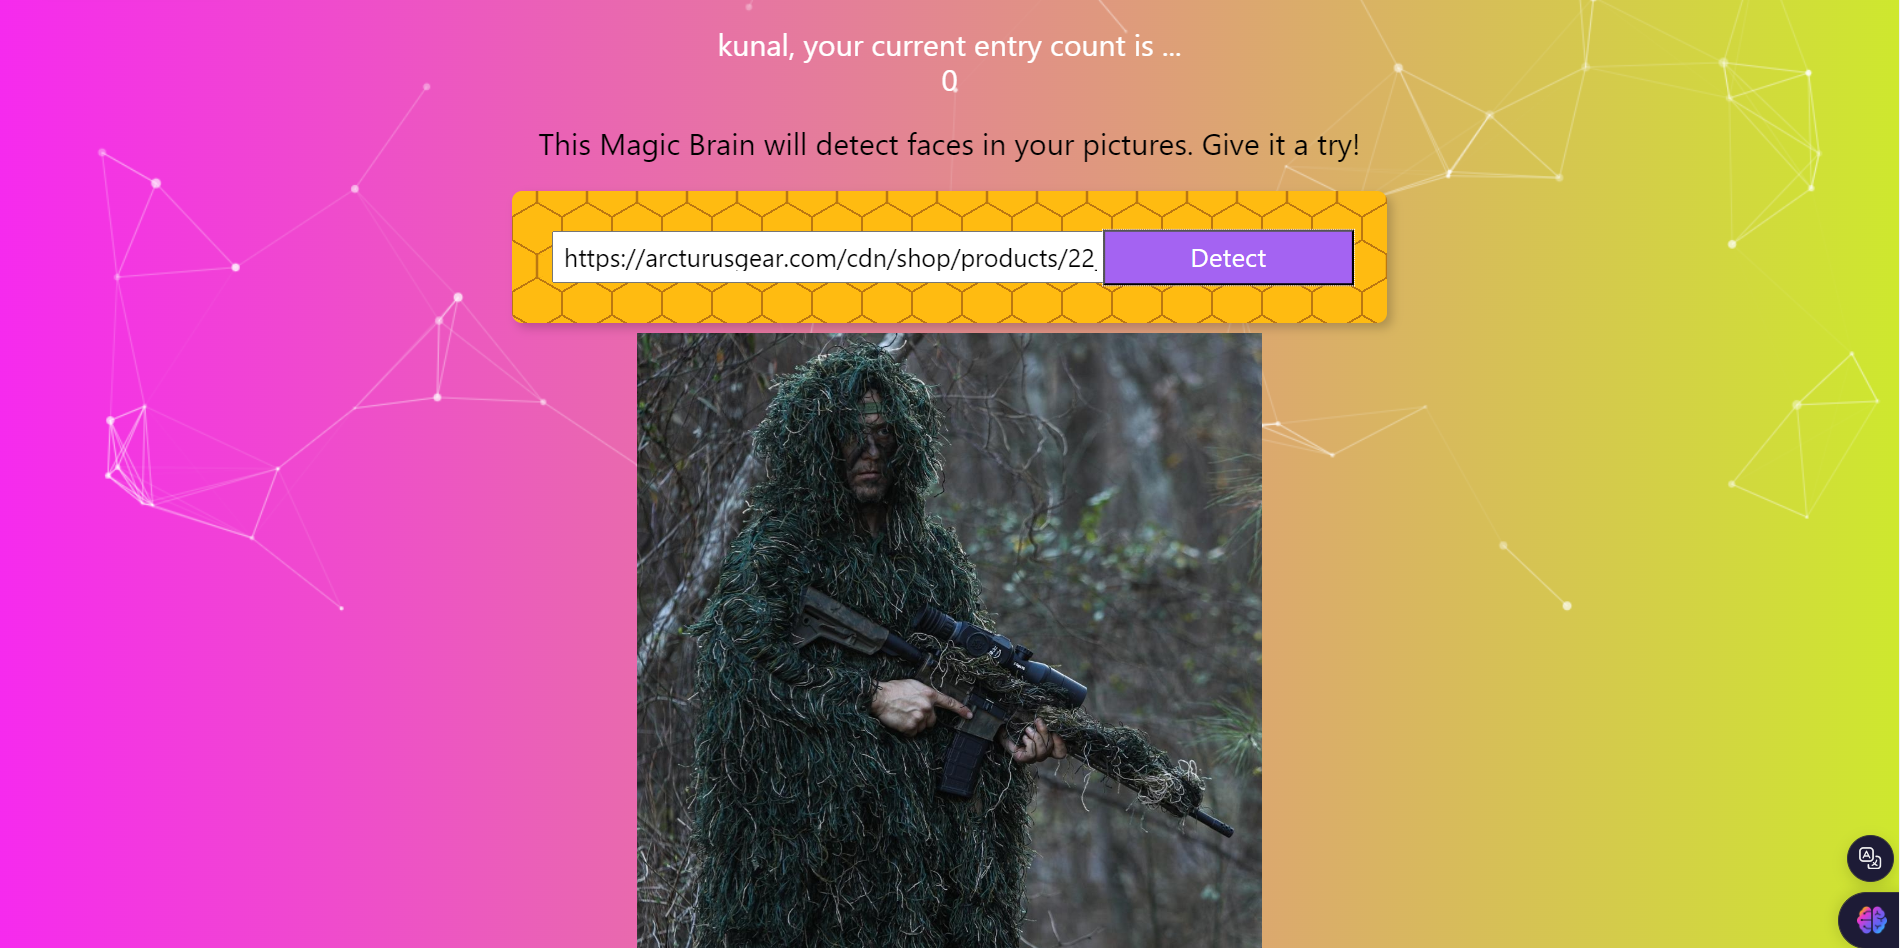 kunal, your current entry count is ...
0
This Magic Brain will detect faces in your pictures. Give it a try!
https://arcturusgear.com/cdn/shop/products/22_
Detect